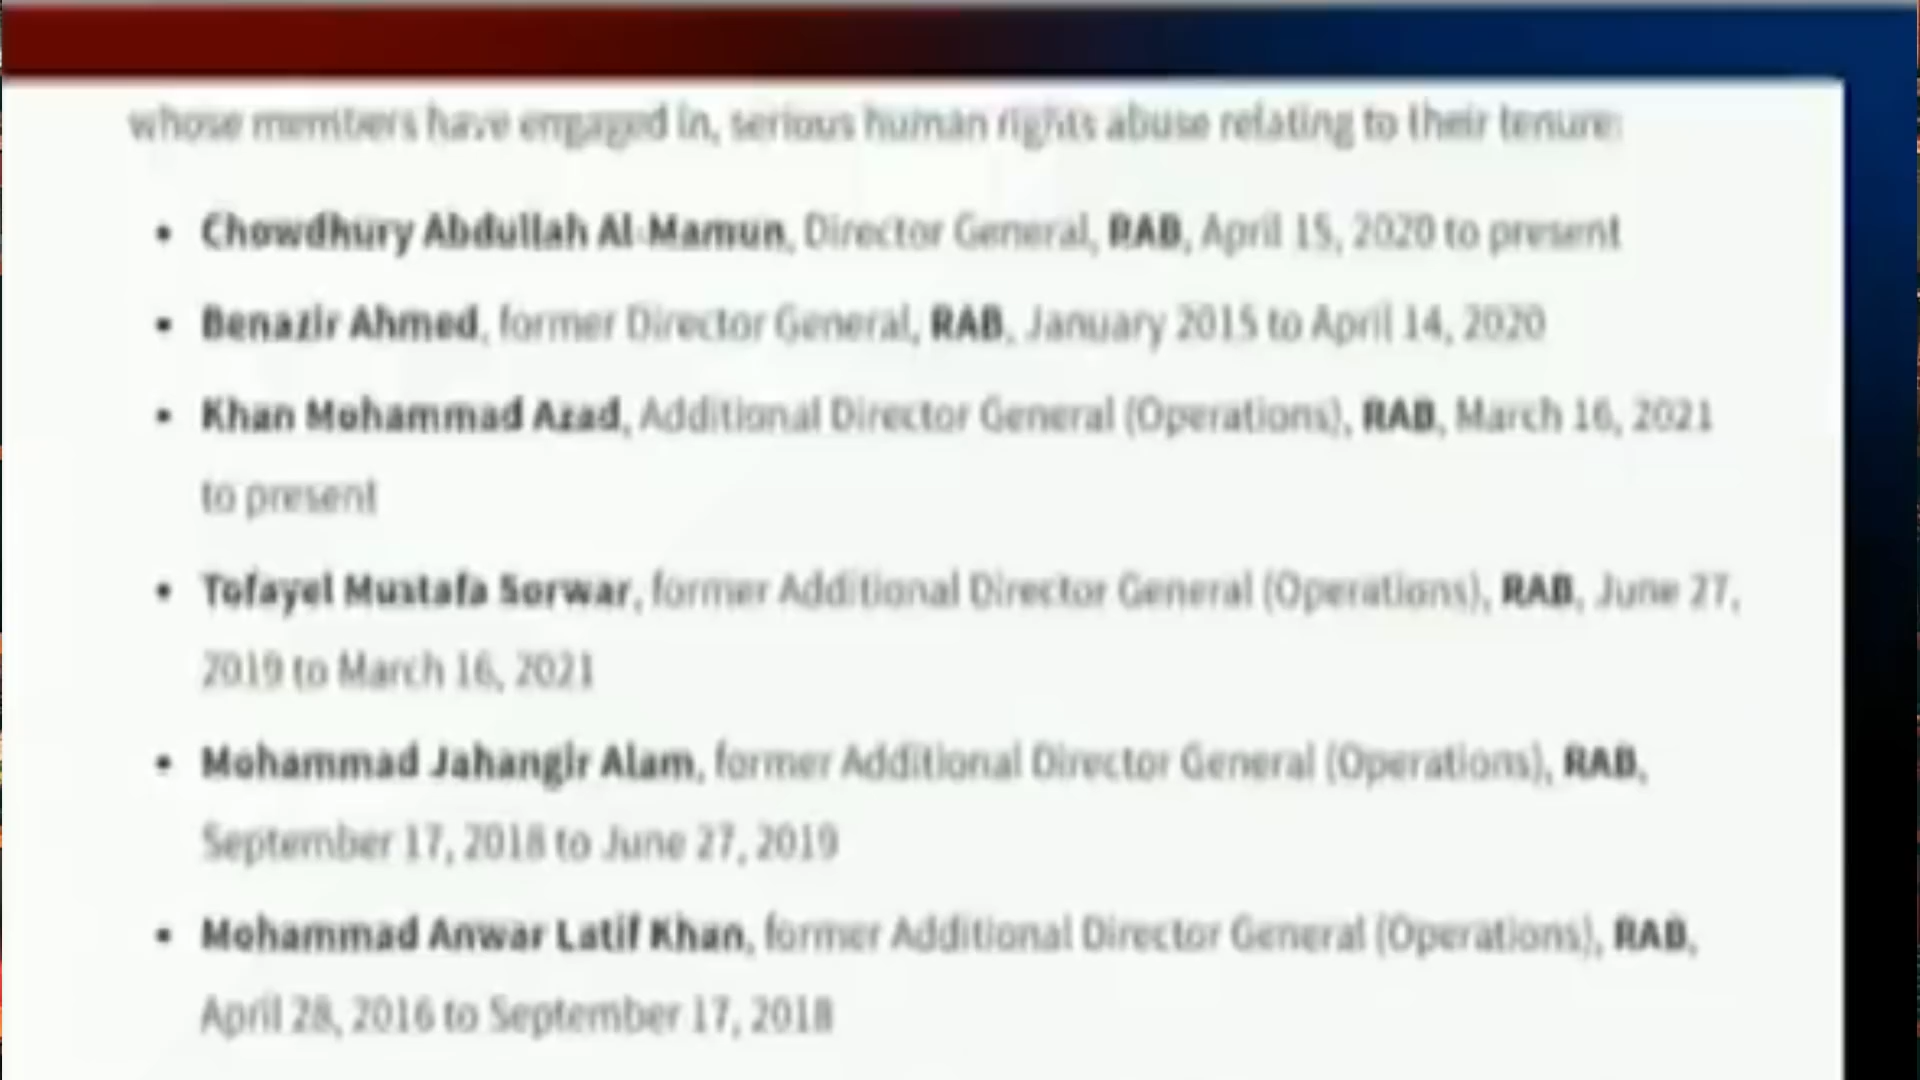 whose members have engaged in, serious human rights abuse relating to their tenure:
• Chowdhury Abdullah Al-Mamun, Director General, RAB, April 15, 2020 to present
• Benazir Ahmed, former Director General, RAB, January 2015 to April 14, 2020
• Khan Mohammad Azad, Additional Director General (Operations), RAB, March 16, 2021
to present
• Tofayel Mustafa Sorwar, former Additional Director General (Operations), RAB, June 27,
2019 to March 16, 2021
• Mohammad Jahangir Alam, former Additional Director General (Operations), RAB,
September 17, 2018 to June 27, 2019
• Mohammad Anwar Latif Khan, former Additional Director General (Operations), RAB,
April 28, 2016 to September 17, 2018